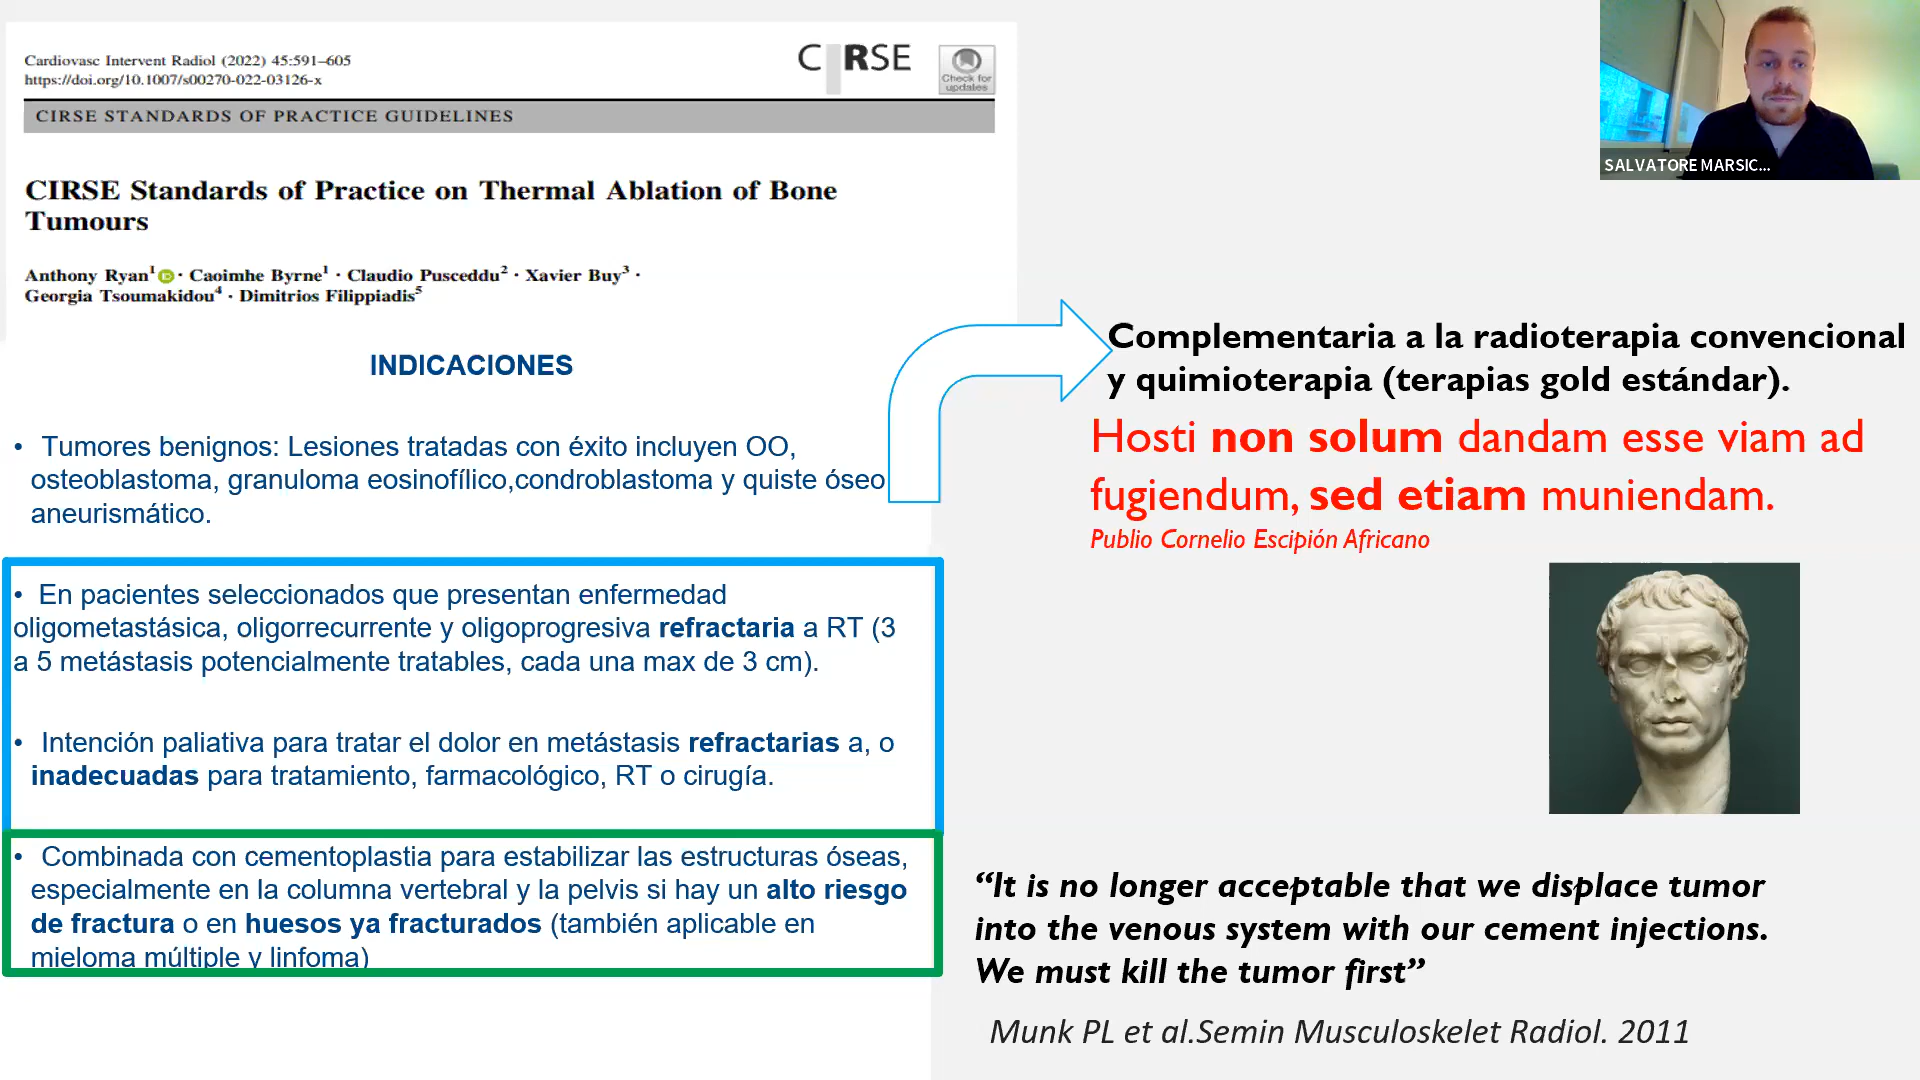 Cardiovasc Intervent Radiol (2022) 45:591–605
https://doi.org/10.1007/s00270-022-03126-x
CIRSE
Check for
updates
CIRSE STANDARDS OF PRACTICE GUIDELINES
CIRSE Standards of Practice on Thermal Ablation of Bone
Tumours
Anthony Ryan1 · Caoimhe Byrne1 · Claudio Pusceddu2 · Xavier Buy3 ·
Georgia Tsoumakidou4 · Dimitrios Filippiadis5
INDICACIONES
• Tumores benignos: Lesiones tratadas con éxito incluyen OO,
osteoblastoma, granuloma eosinofílico,condroblastoma y quiste óseo
aneurismático.
• En pacientes seleccionados que presentan enfermedad
oligometastásica, oligorrecurrente y oligoprogresiva refractaria a RT (3
a 5 metástasis potencialmente tratables, cada una max de 3 cm).
• Intención paliativa para tratar el dolor en metástasis refractarias a, o
inadecuadas para tratamiento, farmacológico, RT o cirugía.
• Combinada con cementoplastia para estabilizar las estructuras óseas,
especialmente en la columna vertebral y la pelvis si hay un alto riesgo
de fractura o en huesos ya fracturados (también aplicable en
mieloma múltiple y linfoma)
SALVATORE MARSIC...
Complementaria a la radioterapia convencional
y quimioterapia (terapias gold estándar).
Hosti non solum dandam esse viam ad
fugiendum, sed etiam muniendam.
Publio Cornelio Escipión Africano
“It is no longer acceptable that we displace tumor
into the venous system with our cement injections.
We must kill the tumor first”
Munk PL et al.Semin Musculoskelet Radiol. 2011